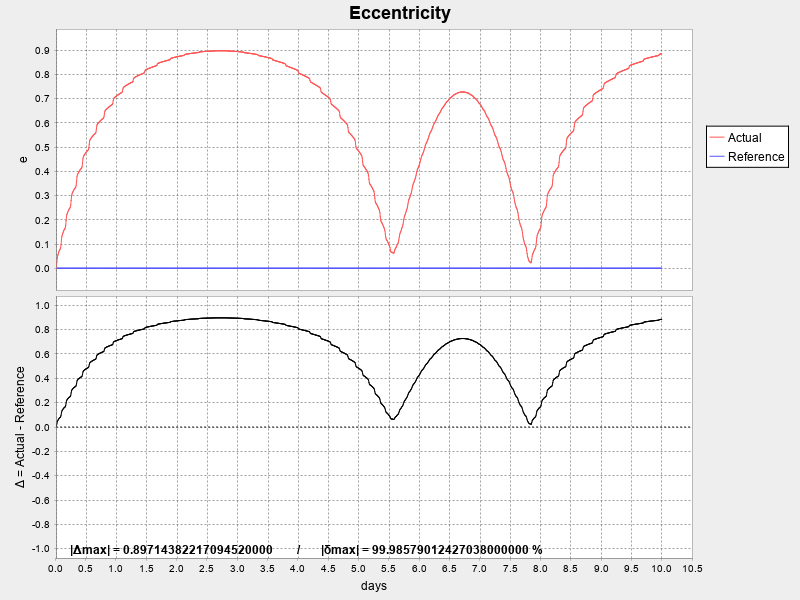 Eccentricity
0.9
0.8
0.7
0.6
0.5
0.4
0.3
0.2
0.1
0.0
e
Actual
Reference
1.0
0.8
0.6
0.4
0.2
0.0
-0.2
-0.4
-0.6
-0.8
-1.0
Δ = Actual - Reference
|Δmax| = 0.89714382217094520000 / |δmax| = 99.98579012427038000000 %
0.0 0.5 1.0 1.5 2.0 2.5 3.0 3.5 4.0 4.5 5.0 5.5 6.0 6.5 7.0 7.5 8.0 8.5 9.0 9.5 10.0 10.5
days